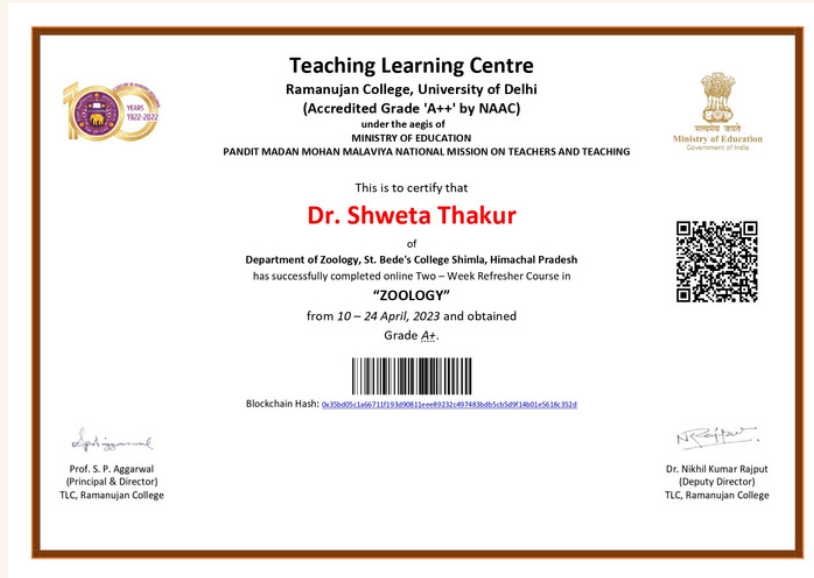 Teaching Learning Centre
Ramanujan College, University of Delhi
(Accredited Grade 'A++' by NAAC)
under the aegis of
MINISTRY OF EDUCATION
PANDIT MADAN MOHAN MALAVIYA NATIONAL MISSION ON TEACHERS AND TEACHING
100
YEARS
1922-2022
सत्यमेव जयते
Ministry of Education
Government of India
This is to certify that
Dr. Shweta Thakur
of
Department of Zoology, St. Bede's College Shimla, Himachal Pradesh
has successfully completed online Two – Week Refresher Course in
“ZOOLOGY”
from 10 – 24 April, 2023 and obtained
Grade A+.
Blockchain Hash:
Prof. S. P. Aggarwal
(Principal & Director)
TLC, Ramanujan College
Dr. Nikhil Kumar Rajput
(Deputy Director)
TLC, Ramanujan College